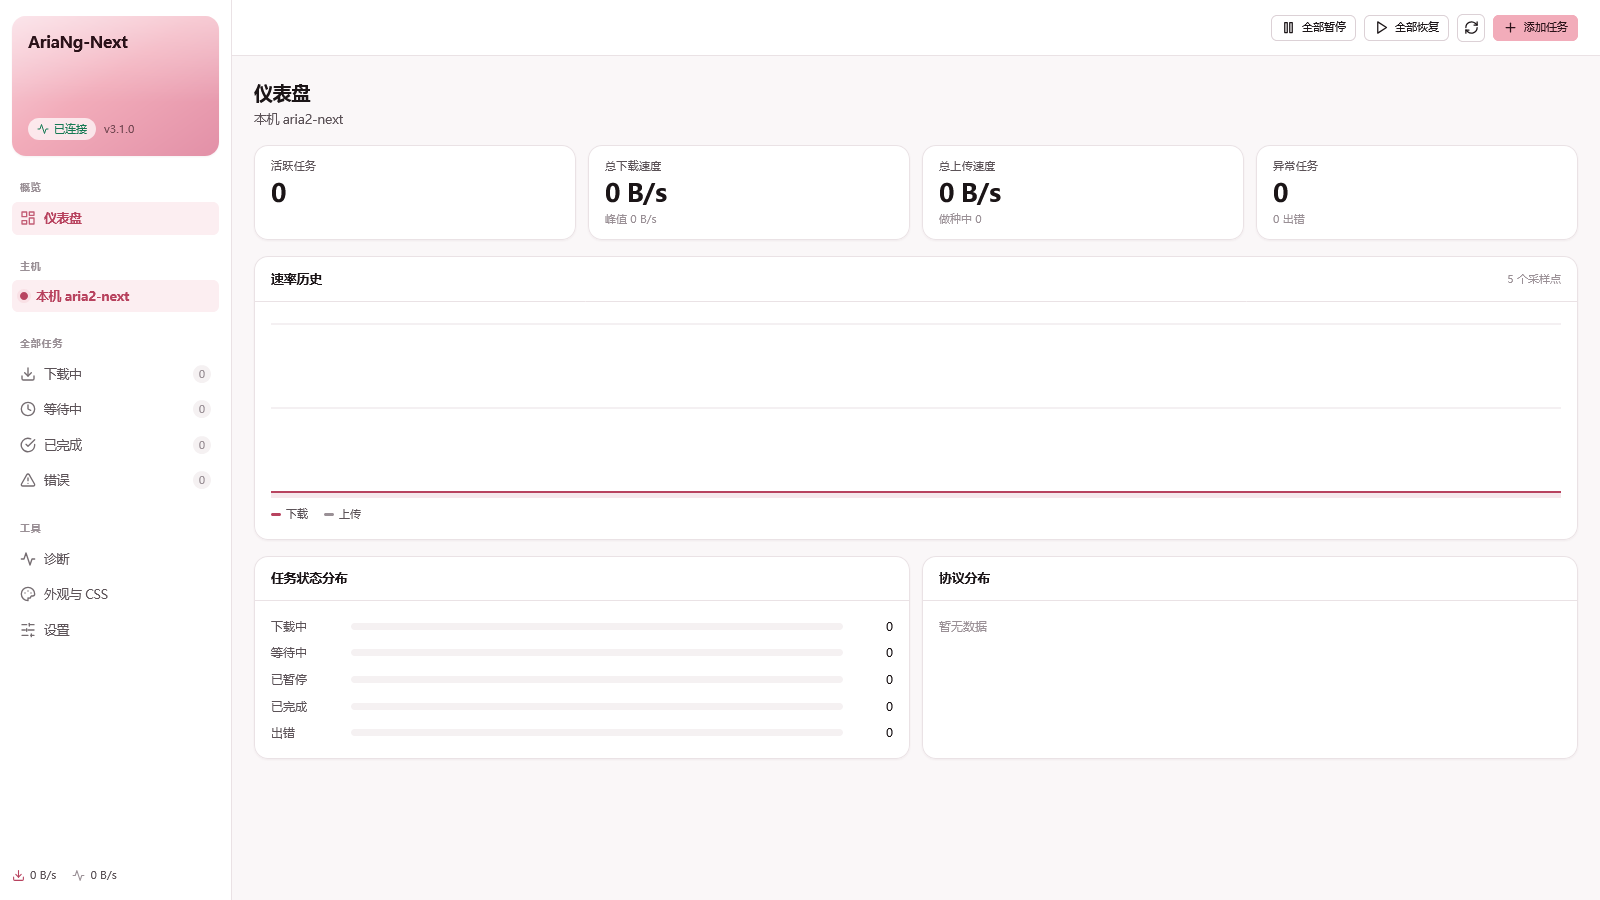 AriaNg-Next
已连接 v3.1.0
概览
仪表盘
主机
本机 aria2-next
全部任务
下载中 0
等待中 0
已完成 0
错误 0
工具
诊断
外观与 CSS
设置
0 B/s 0 B/s
全部暂停 全部恢复 添加任务
仪表盘
本机 aria2-next
活跃任务
0
总下载速度
0 B/s
峰值 0 B/s
总上传速度
0 B/s
做种中 0
异常任务
0
0 出错
速率历史 5 个采样点
下载 上传
任务状态分布
下载中 0
等待中 0
已暂停 0
已完成 0
出错 0
协议分布
暂无数据